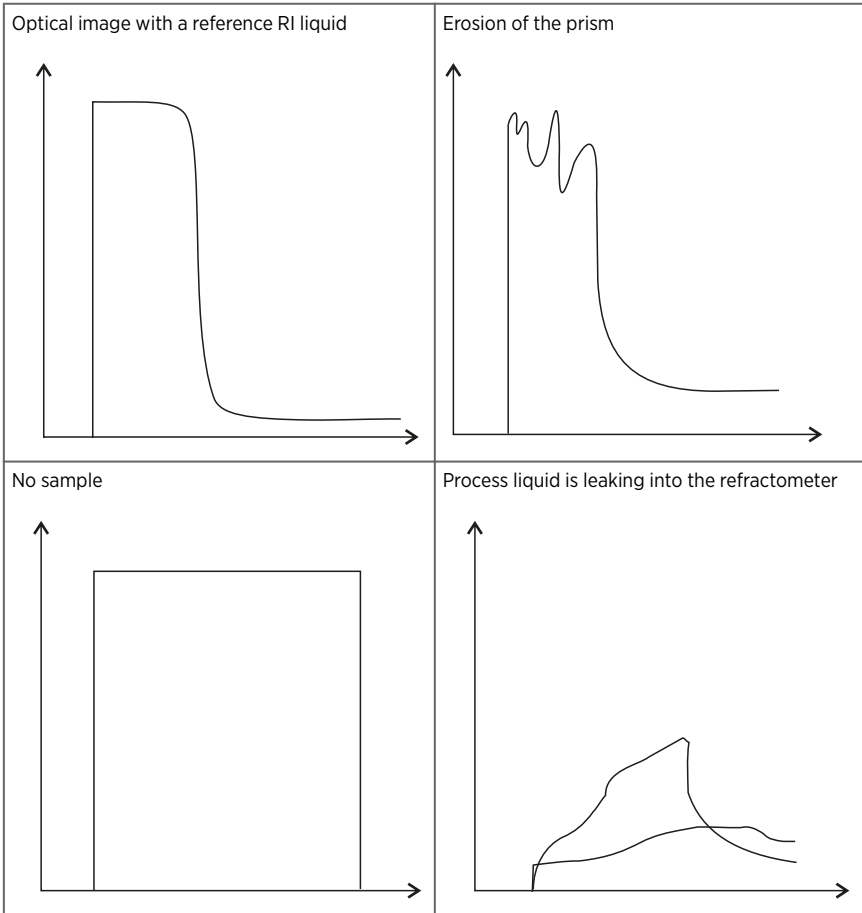 Optical image with a reference RI liquid
Erosion of the prism
No sample
Process liquid is leaking into the refractometer